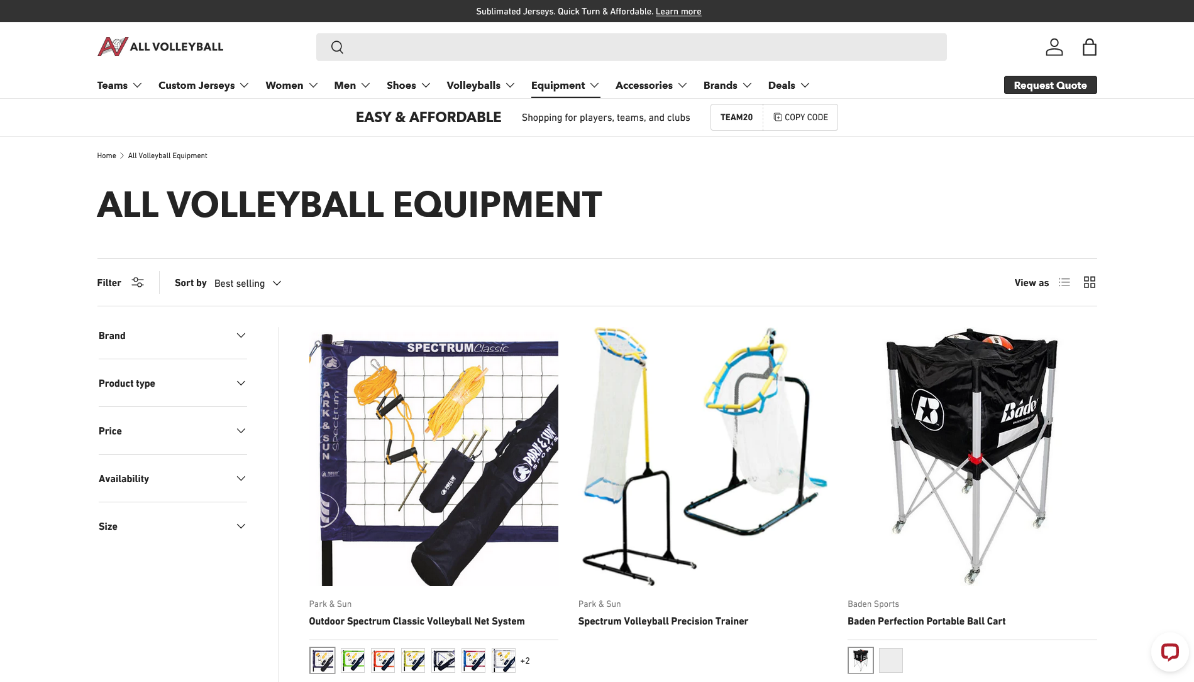 Sublimated Jerseys. Quick Turn & Affordable. Learn more
ALL VOLLEYBALL
Teams Custom Jerseys Women Men Shoes Volleyballs Equipment Accessories Brands Deals Request Quote
EASY & AFFORDABLE Shopping for players, teams, and clubs TEAM20 COPY CODE
Home All Volleyball Equipment
ALL VOLLEYBALL EQUIPMENT
Filter Sort by Best selling View as
Brand
Product type
Price
Availability
Size
SPECTRUM Classic
PARK & SUN
PARK & SUN
SPORTS
Park & Sun
Outdoor Spectrum Classic Volleyball Net System
+2
Park & Sun
Spectrum Volleyball Precision Trainer
Baden Sports
Baden Perfection Portable Ball Cart